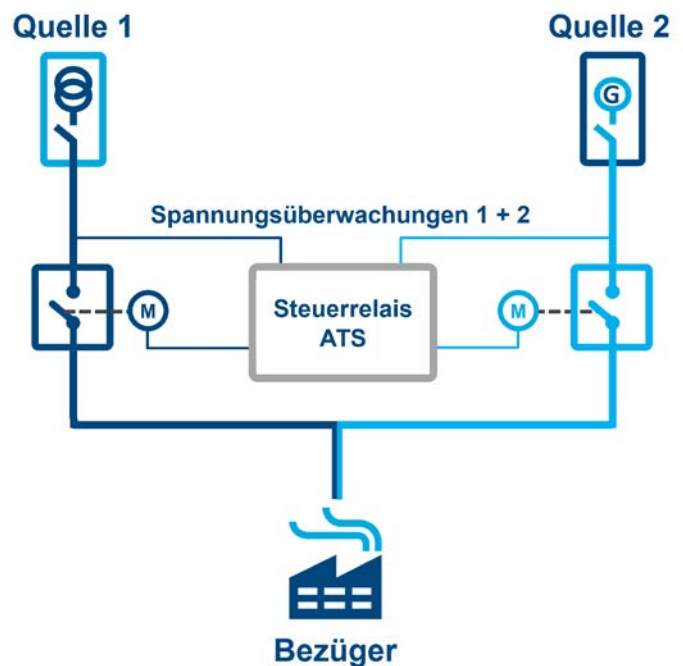 Quelle 1
Quelle 2
G
Spannungsüberwachungen 1 + 2
M
Steuerrelais
ATS
M
Bezüger